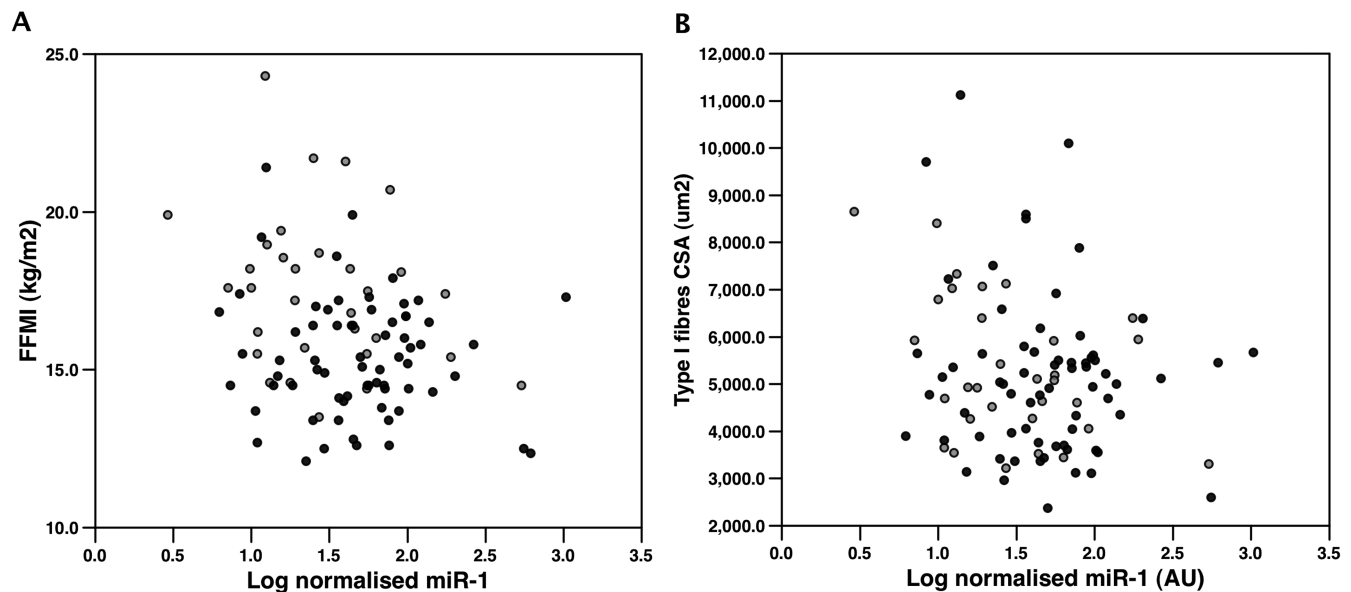 A
25.0
20.0
15.0
10.0
FFMI (kg/m2)
0.0 0.5 1.0 1.5 2.0 2.5 3.0 3.5
Log normalised miR-1
B
12,000.0
11,000.0
10,000.0
9,000.0
8,000.0
7,000.0
6,000.0
5,000.0
4,000.0
3,000.0
2,000.0
Type I fibres CSA (um2)
0.0 0.5 1.0 1.5 2.0 2.5 3.0 3.5
Log normalised miR-1 (AU)